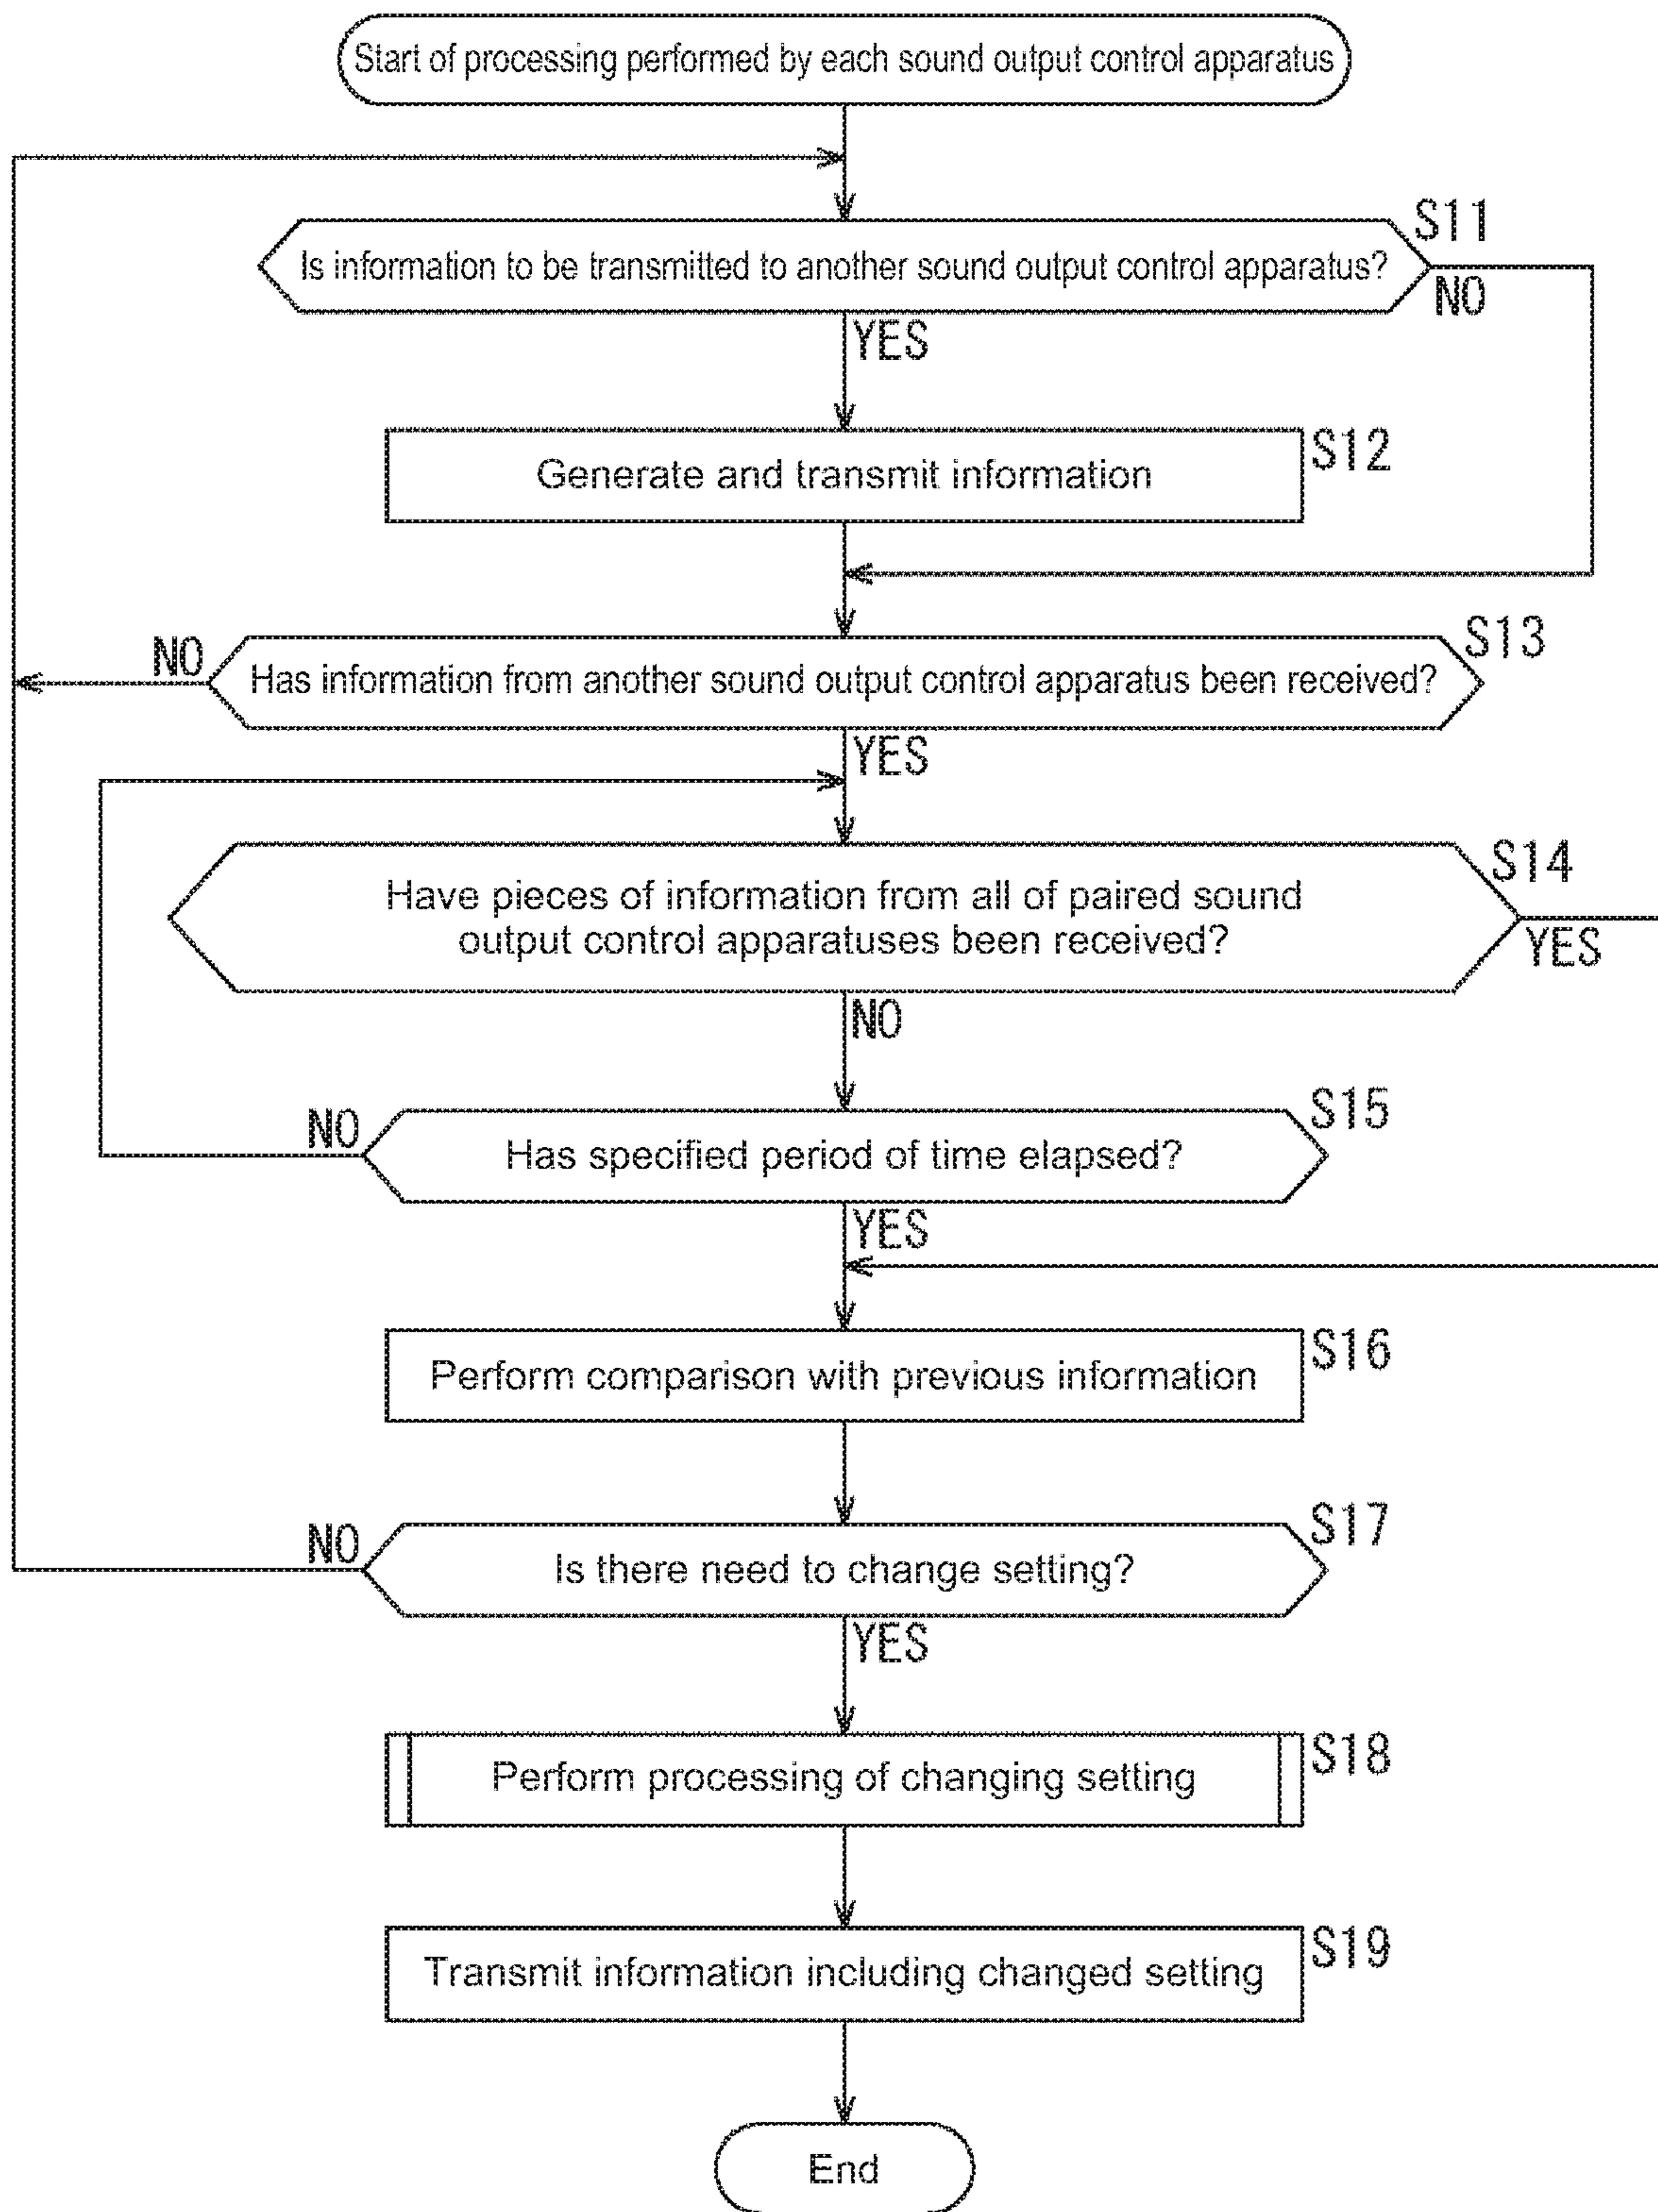 Start of processing performed by each sound output control apparatus
S11
Is information to be transmitted to another sound output control apparatus?
NO
YES
S12
Generate and transmit information
S13
NO
Has information from another sound output control apparatus been received?
YES
S14
Have pieces of information from all of paired sound
output control apparatuses been received?
YES
NO
S15
NO
Has specified period of time elapsed?
YES
S16
Perform comparison with previous information
S17
NO
Is there need to change setting?
YES
S18
Perform processing of changing setting
S19
Transmit information including changed setting
End